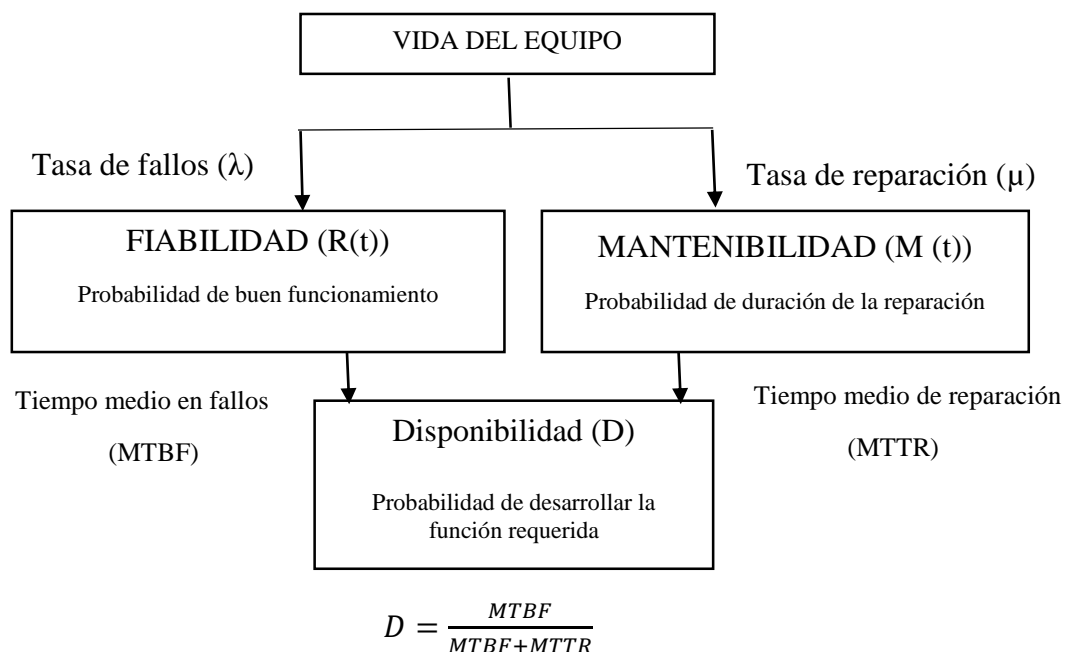 VIDA DEL EQUIPO
Tasa de fallos (λ)
Tasa de reparación (µ)
FIABILIDAD (R(t))
Probabilidad de buen funcionamiento
MANTENIBILIDAD (M (t))
Probabilidad de duración de la reparación
Tiempo medio en fallos
(MTBF)
Tiempo medio de reparación
(MTTR)
Disponibilidad (D)
Probabilidad de desarrollar la
función requerida
D = MTBF / MTBF+MTTR